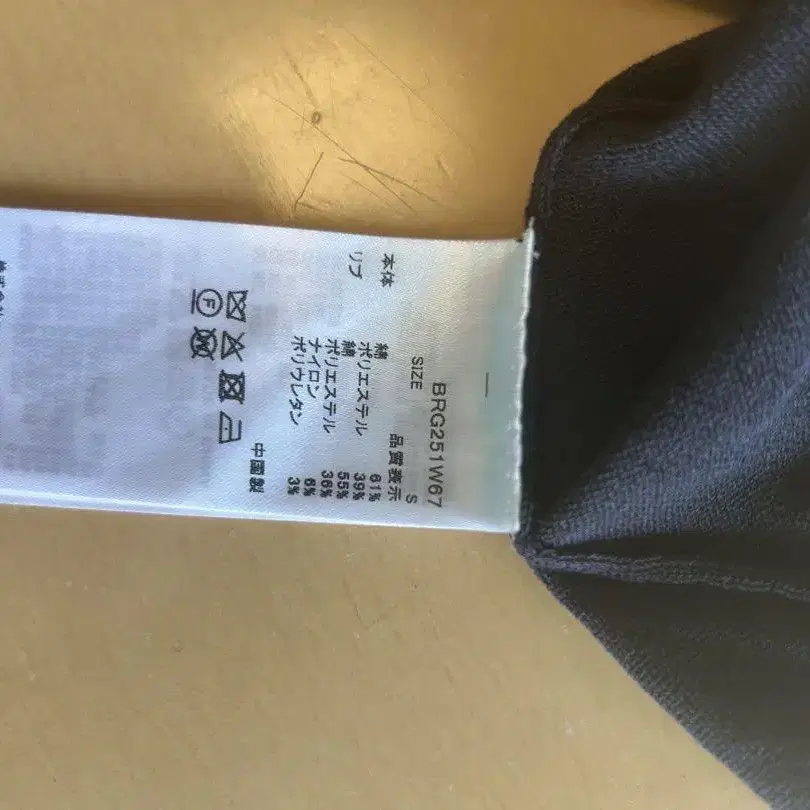 BRG251W67
SIZE S
品質表示
本体 綿 61%
ポリエステル 39%
リブ 綿 55%
ポリエステル 36%
ナイロン 6%
ポリウレタン 3%
中国製